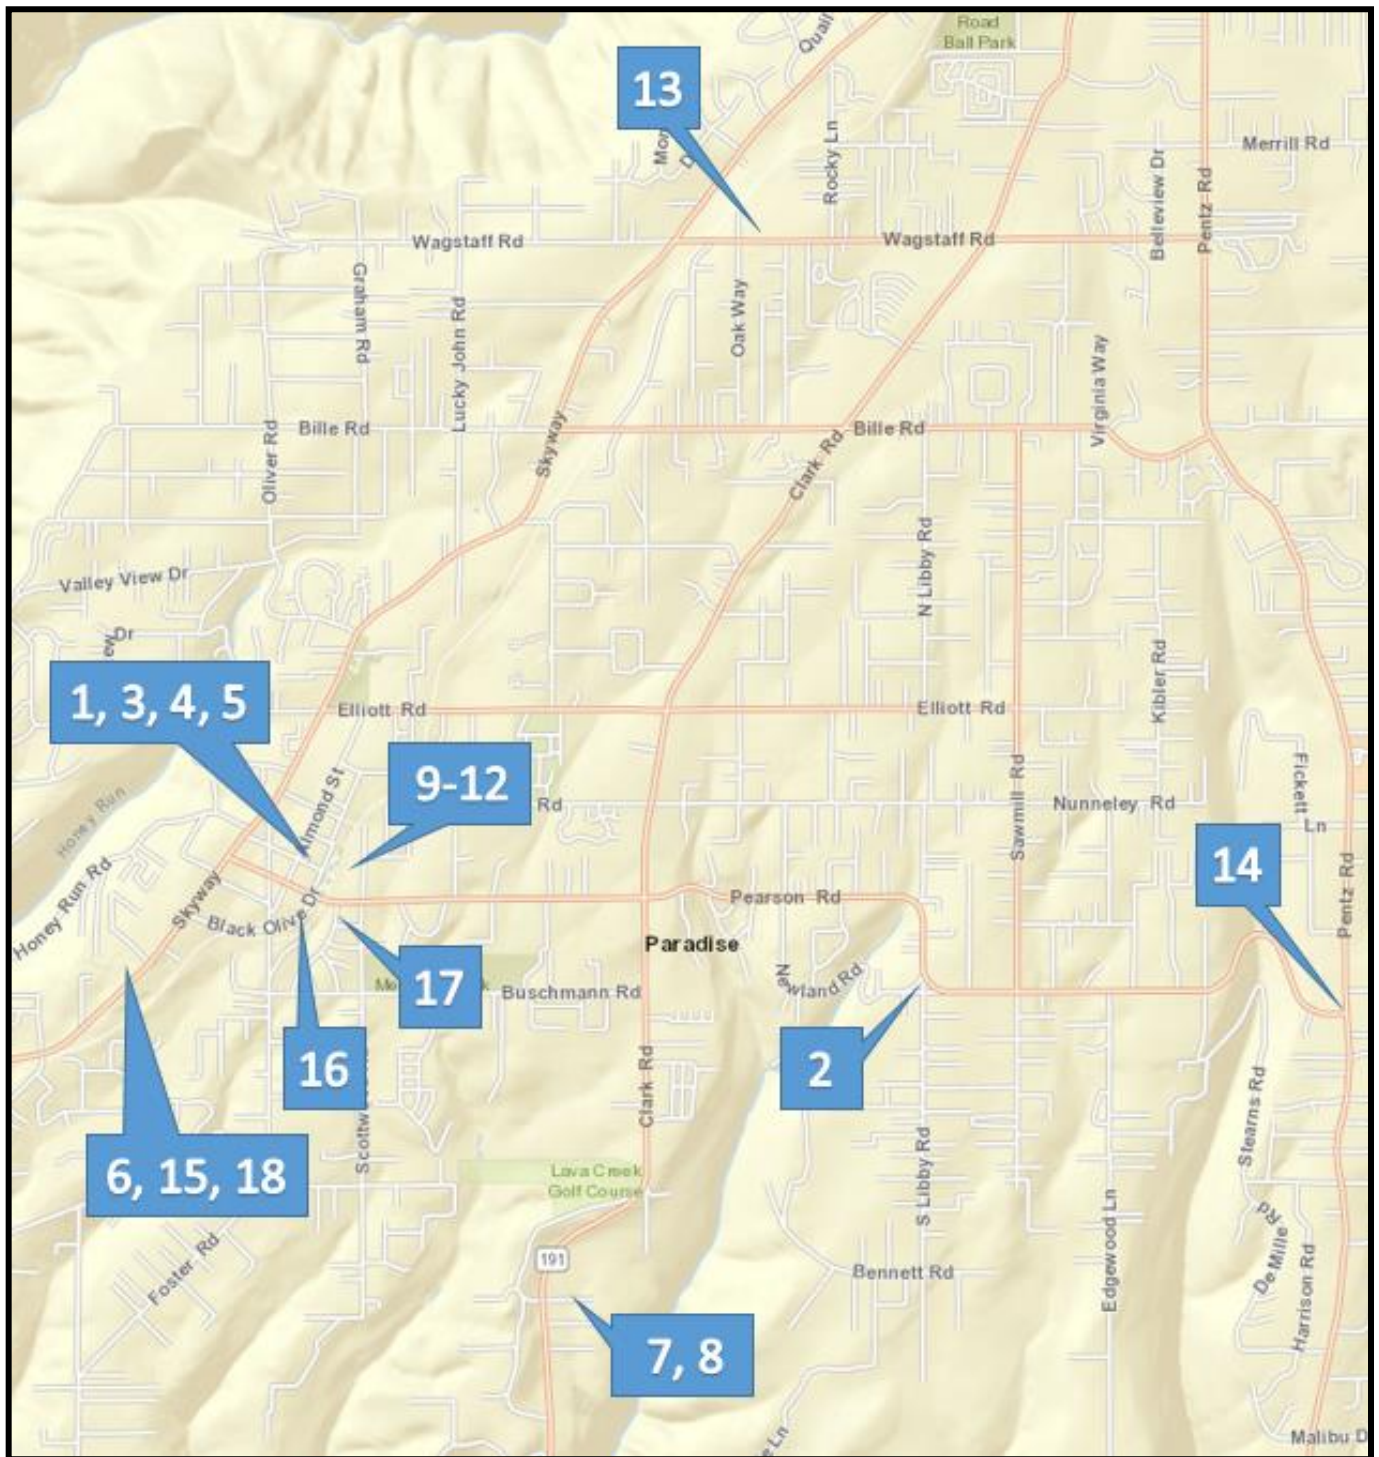 Road
Ball Park
Quail
13
Rocky Ln
Merrill Rd
Belleview Dr
Pentz Rd
Wagstaff Rd
Wagstaff Rd
Graham Rd
Lucky John Rd
Oak Way
Virginia Way
Bille Rd
Bille Rd
Oliver Rd
Skyway
Clark Rd
N Libby Rd
Valley View Dr
Dr
1, 3, 4, 5
Elliott Rd
Elliott Rd
Kibler Rd
Almond St
9-12
Rd
Sawmill Rd
Nunneley Rd
Fickett
Ln
Honey Run
Honey Run Rd
Skyway
Black Olive Dr
Pearson Rd
14
Pentz Rd
Paradise
17
Buschmann Rd
Newland Rd
16
2
Clark Rd
6, 15, 18
Lava Creek
Golf Course
S Libby Rd
Stearns Rd
Edgewood Ln
Foster Rd
191
Bennett Rd
De Mille Rd
Harrison Rd
7, 8